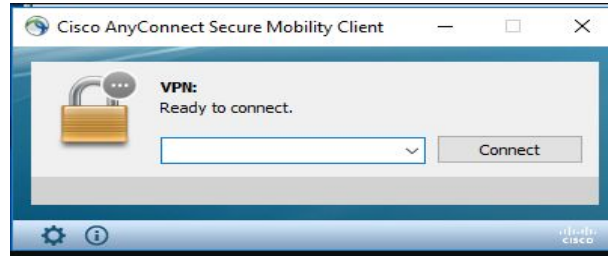 Cisco AnyConnect Secure Mobility Client
VPN:
Ready to connect.
Connect
CISCO